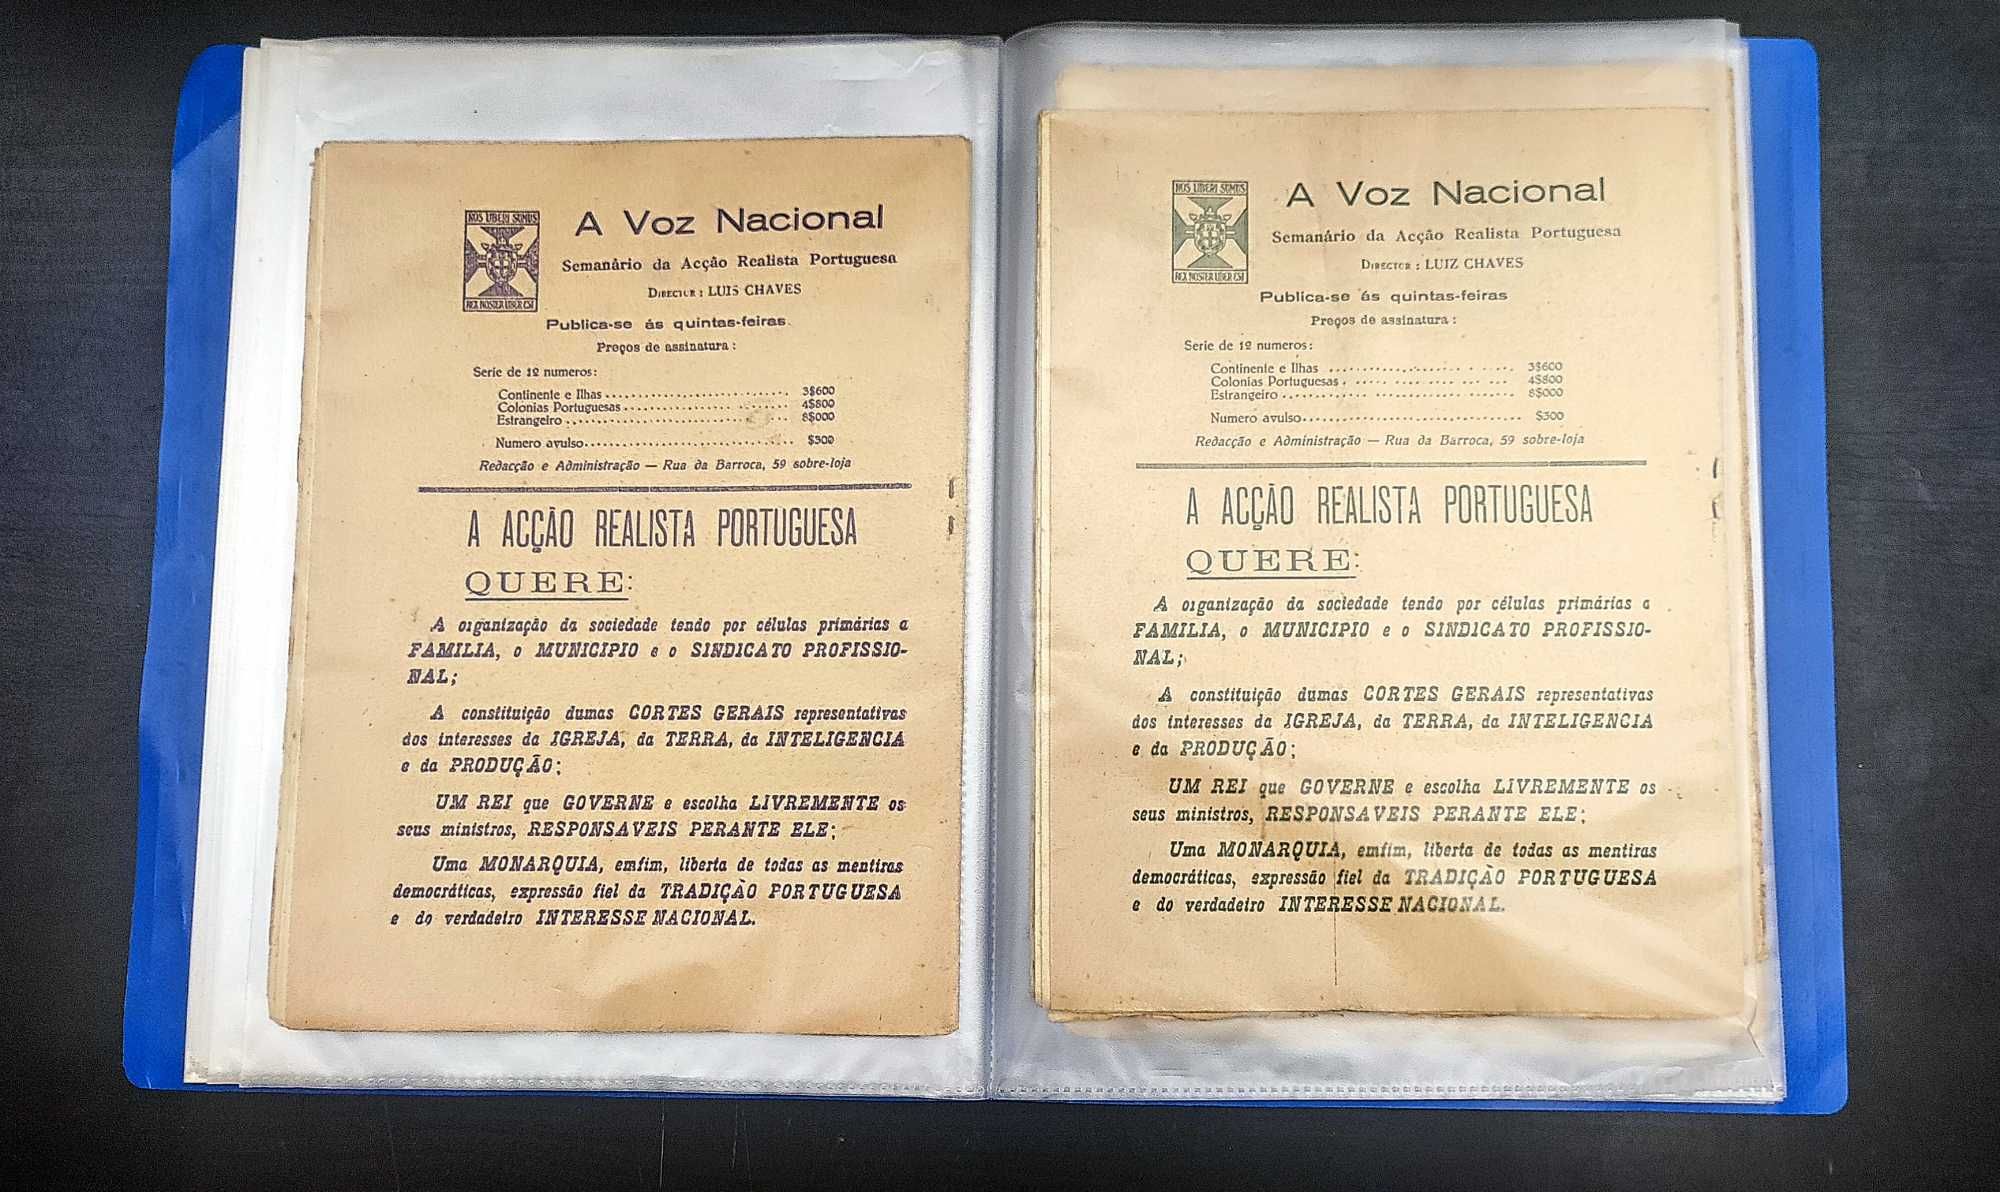 NOS LIBERI SUMUS
REX NOSTER LIBER EST
A Voz Nacional
Semanário da Acção Realista Portuguesa
DIRECTOR : LUIS CHAVES
Publica-se ás quintas-feiras
Preços de assinatura :
Serie de 12 numeros:
Continente e Ilhas 3$600
Colonias Portuguesas 4$800
Estrangeiro 8$000
Numero avulso $300
Redacção e Administração — Rua da Barroca, 59 sobre-loja
A ACÇÃO REALISTA PORTUGUESA
QUERE:
A organização da sociedade tendo por células primárias a
FAMILIA, o MUNICIPIO e o SINDICATO PROFISSIO-
NAL;
A constituição dumas CORTES GERAIS representativas
dos interesses da IGREJA, da TERRA, da INTELIGENCIA
e da PRODUÇÃO;
UM REI que GOVERNE e escolha LIVREMENTE os
seus ministros, RESPONSAVEIS PERANTE ELE;
Uma MONARQUIA, emfim, liberta de todas as mentiras
democráticas, expressão fiel da TRADIÇÃO PORTUGUESA
e do verdadeiro INTERESSE NACIONAL.
NOS LIBERI SUMUS
REX NOSTER LIBER EST
A Voz Nacional
Semanário da Acção Realista Portuguesa
DIRECTOR : LUIZ CHAVES
Publica-se ás quintas-feiras
Preços de assinatura :
Serie de 12 numeros:
Continente e Ilhas 3$600
Colonias Portuguesas 4$800
Estrangeiro 8$000
Numero avulso $300
Redacção e Administração — Rua da Barroca, 59 sobre-loja
A ACÇÃO REALISTA PORTUGUESA
QUERE:
A organização da sociedade tendo por células primárias a
FAMILIA, o MUNICIPIO e o SINDICATO PROFISSIO-
NAL;
A constituição dumas CORTES GERAIS representativas
dos interesses da IGREJA, da TERRA, da INTELIGENCIA
e da PRODUÇÃO;
UM REI que GOVERNE e escolha LIVREMENTE os
seus ministros, RESPONSAVEIS PERANTE ELE;
Uma MONARQUIA, emfim, liberta de todas as mentiras
democráticas, expressão fiel da TRADIÇÃO PORTUGUESA
e do verdadeiro INTERESSE NACIONAL.